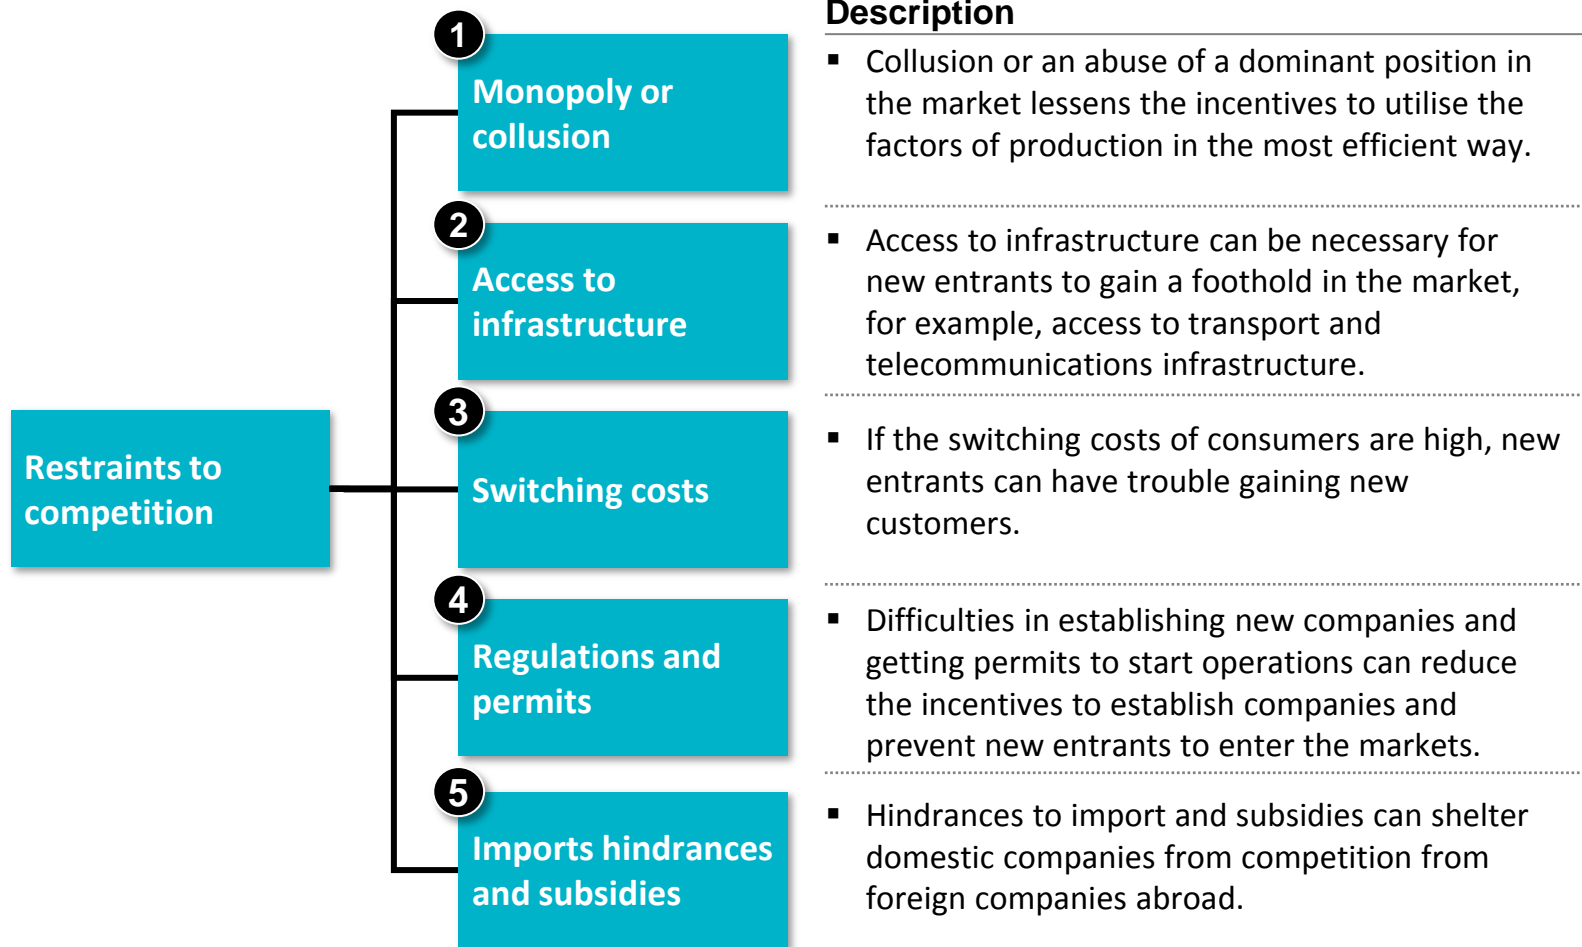 Description
1
Monopoly or
collusion
▪ Collusion or an abuse of a dominant position in
the market lessens the incentives to utilise the
factors of production in the most efficient way.
2
Access to
infrastructure
▪ Access to infrastructure can be necessary for
new entrants to gain a foothold in the market,
for example, access to transport and
telecommunications infrastructure.
Restraints to
competition
3
Switching costs
▪ If the switching costs of consumers are high, new
entrants can have trouble gaining new
customers.
4
Regulations and
permits
▪ Difficulties in establishing new companies and
getting permits to start operations can reduce
the incentives to establish companies and
prevent new entrants to enter the markets.
5
Imports hindrances
and subsidies
▪ Hindrances to import and subsidies can shelter
domestic companies from competition from
foreign companies abroad.